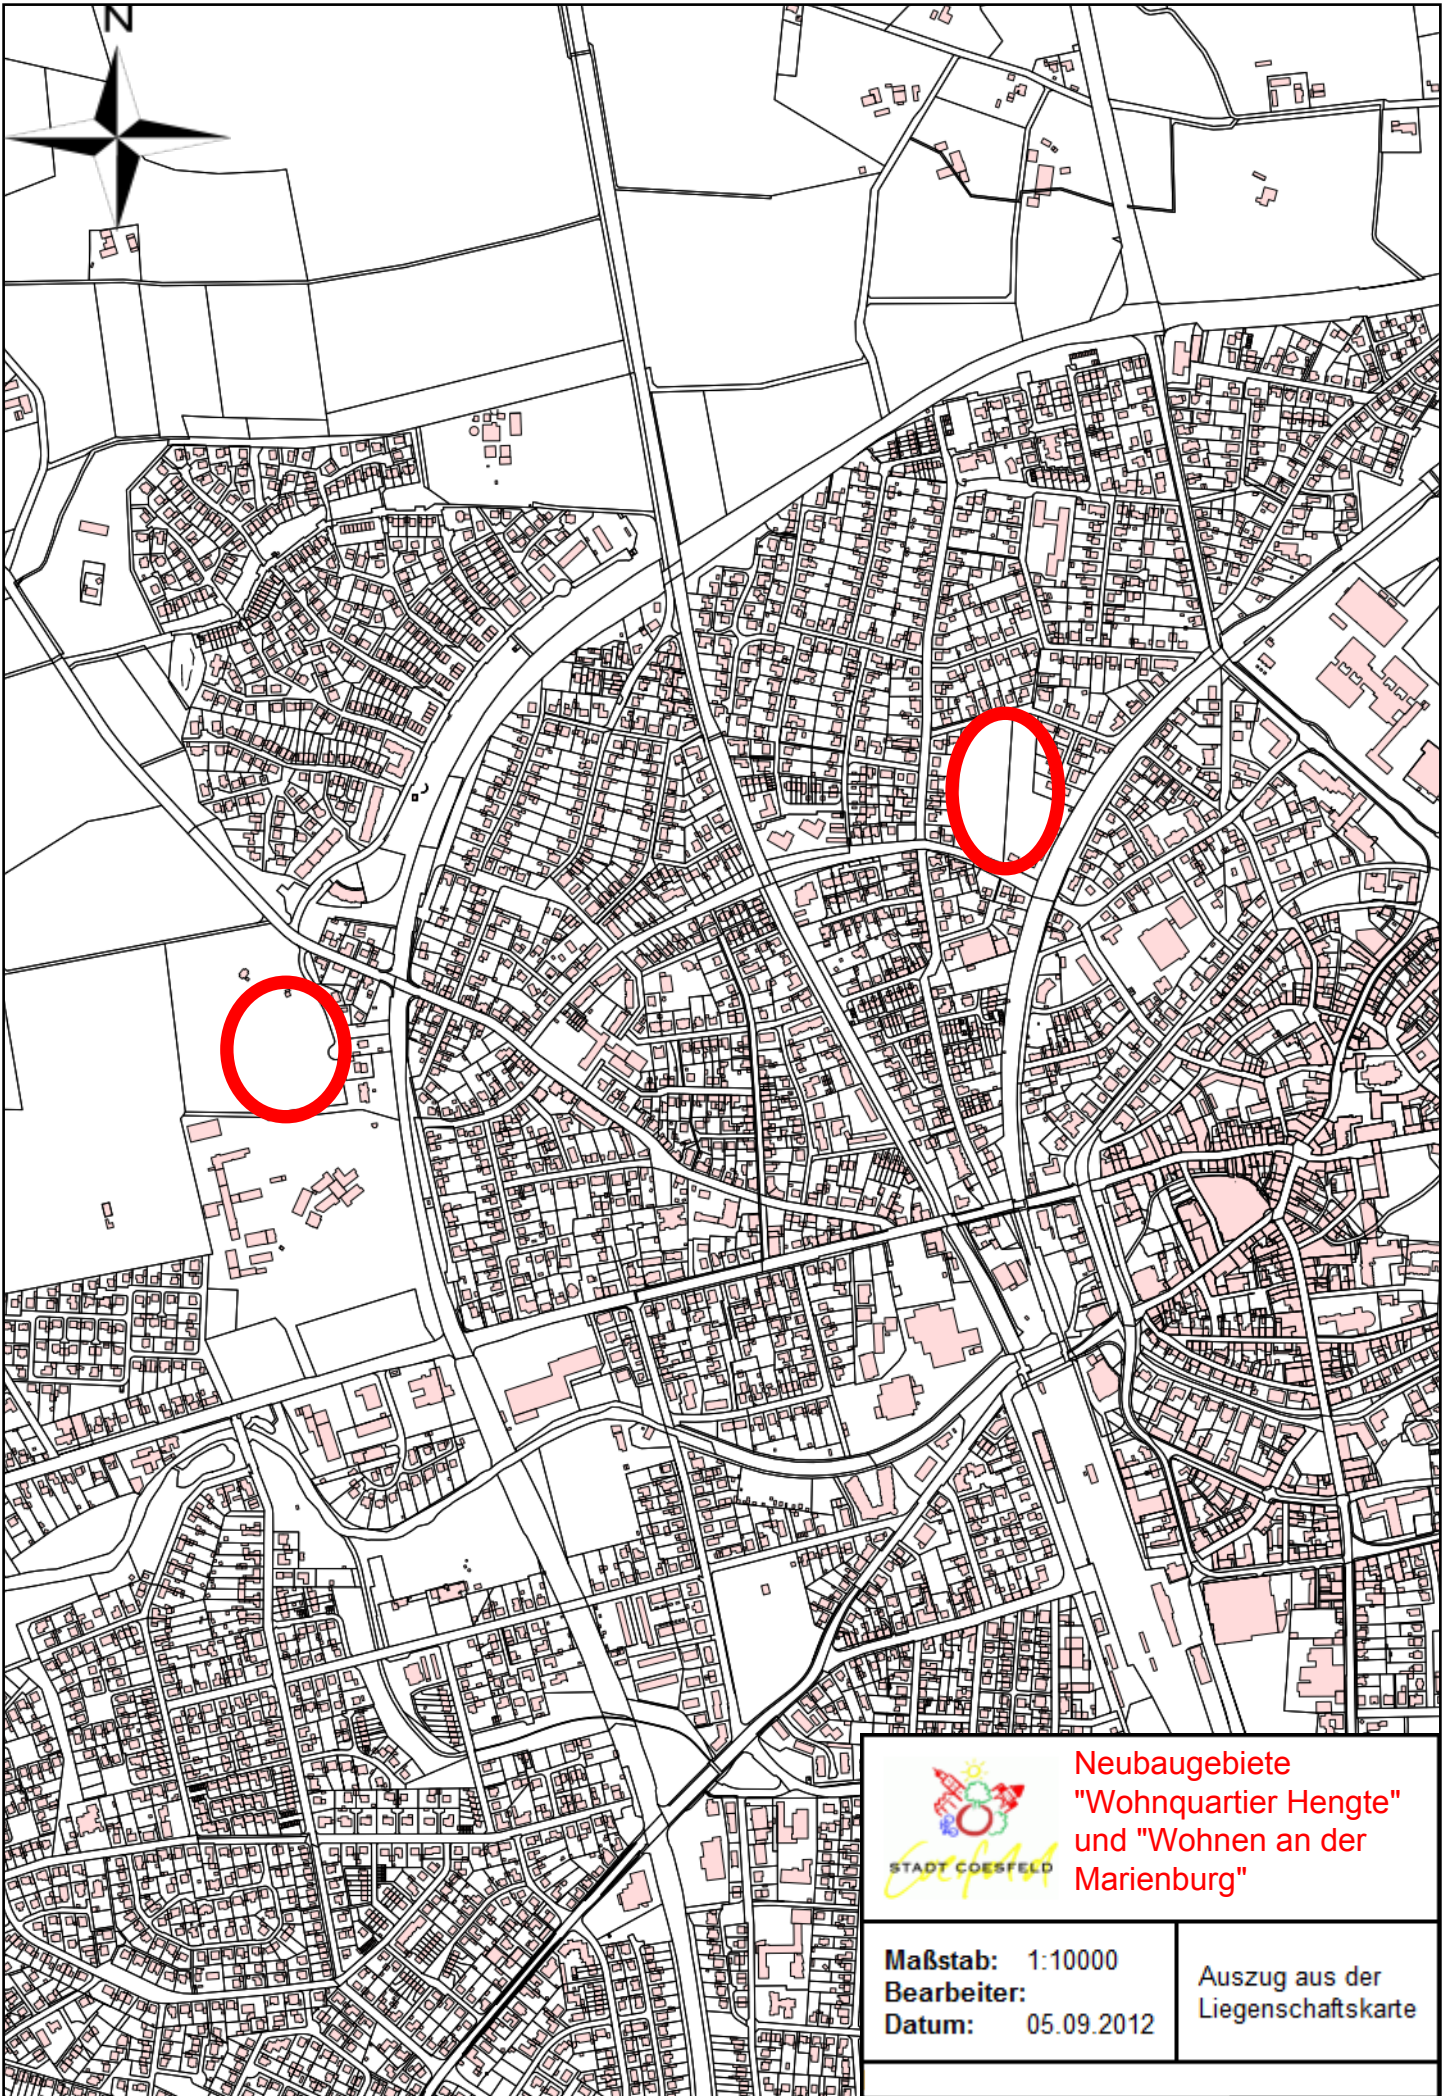 N
Neubaugebiete
"Wohnquartier Hengte"
und "Wohnen an der
Marienburg"
Coesfeld
STADT COESFELD
Maßstab: 1:10000
Bearbeiter:
Datum: 05.09.2012
Auszug aus der
Liegenschaftskarte